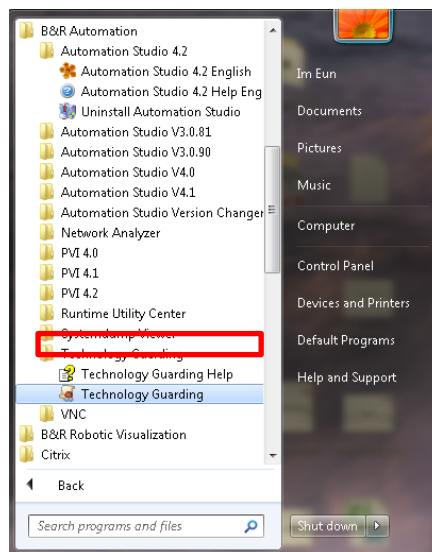 B&R Automation
Automation Studio 4.2
Automation Studio 4.2 English
Automation Studio 4.2 Help Eng
Uninstall Automation Studio
Automation Studio V3.0.81
Automation Studio V3.0.90
Automation Studio V4.0
Automation Studio V4.1
Automation Studio Version Changer
Network Analyzer
PVI 4.0
PVI 4.1
PVI 4.2
Runtime Utility Center
Systemdump Viewer
Technology Guarding
Technology Guarding Help
Technology Guarding
VNC
B&R Robotic Visualization
Citrix
Back
Search programs and files
Im Eun
Documents
Pictures
Music
Computer
Control Panel
Devices and Printers
Default Programs
Help and Support
Shut down